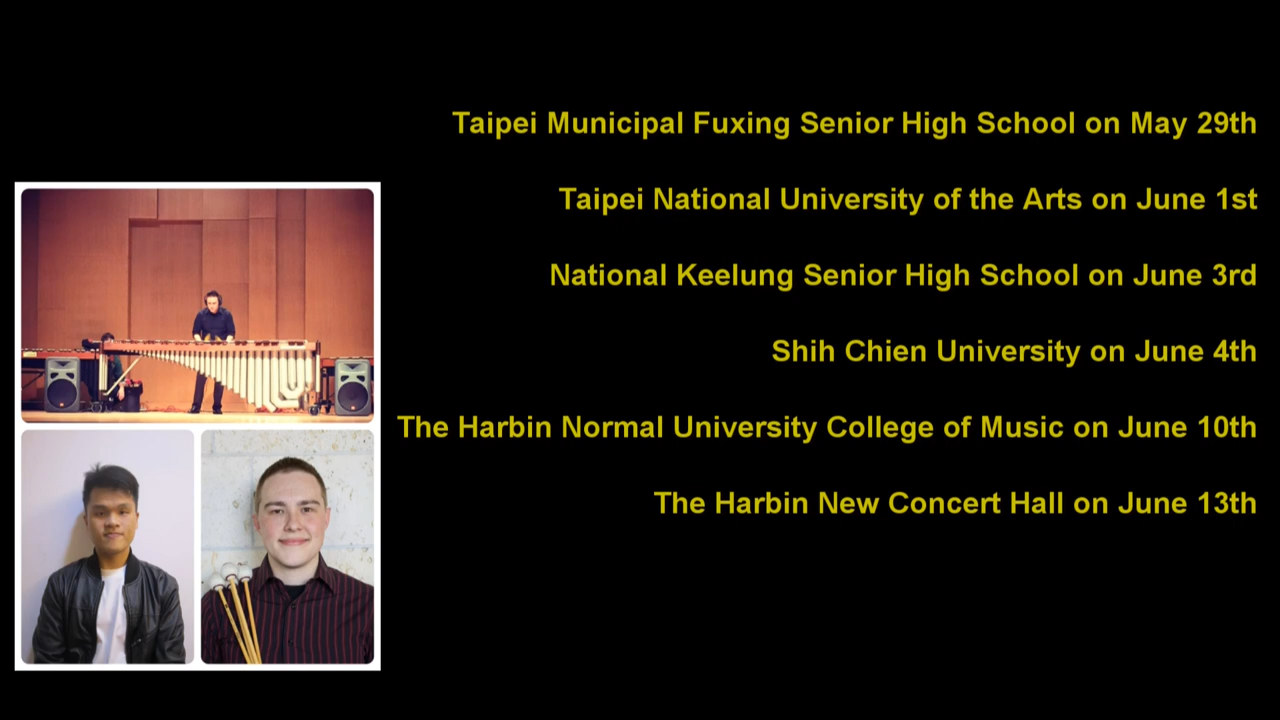 Taipei Municipal Fuxing Senior High School on May 29th
Taipei National University of the Arts on June 1st
National Keelung Senior High School on June 3rd
Shih Chien University on June 4th
The Harbin Normal University College of Music on June 10th
The Harbin New Concert Hall on June 13th